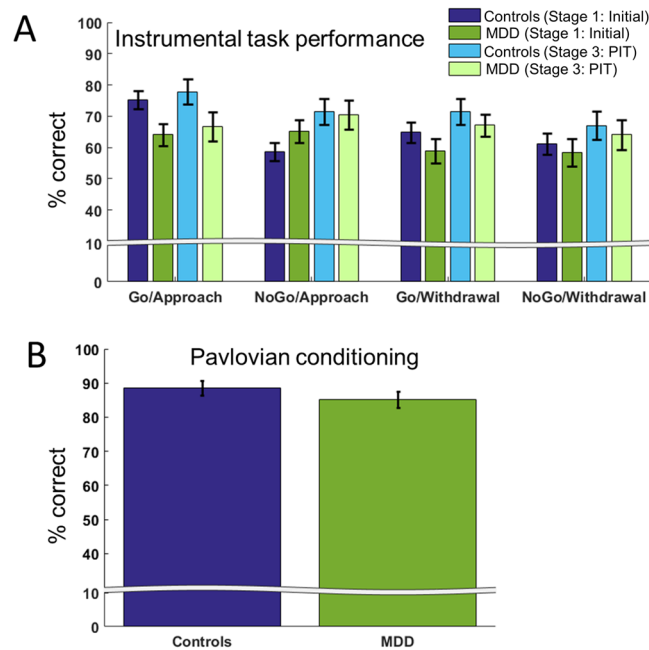 A
Instrumental task performance
Controls (Stage 1: Initial)
MDD (Stage 1: Initial)
Controls (Stage 3: PIT)
MDD (Stage 3: PIT)
% correct
100
90
80
70
60
50
40
10
0
Go/Approach NoGo/Approach Go/Withdrawal NoGo/Withdrawal
B
Pavlovian conditioning
% correct
100
90
80
70
60
50
40
10
0
Controls MDD